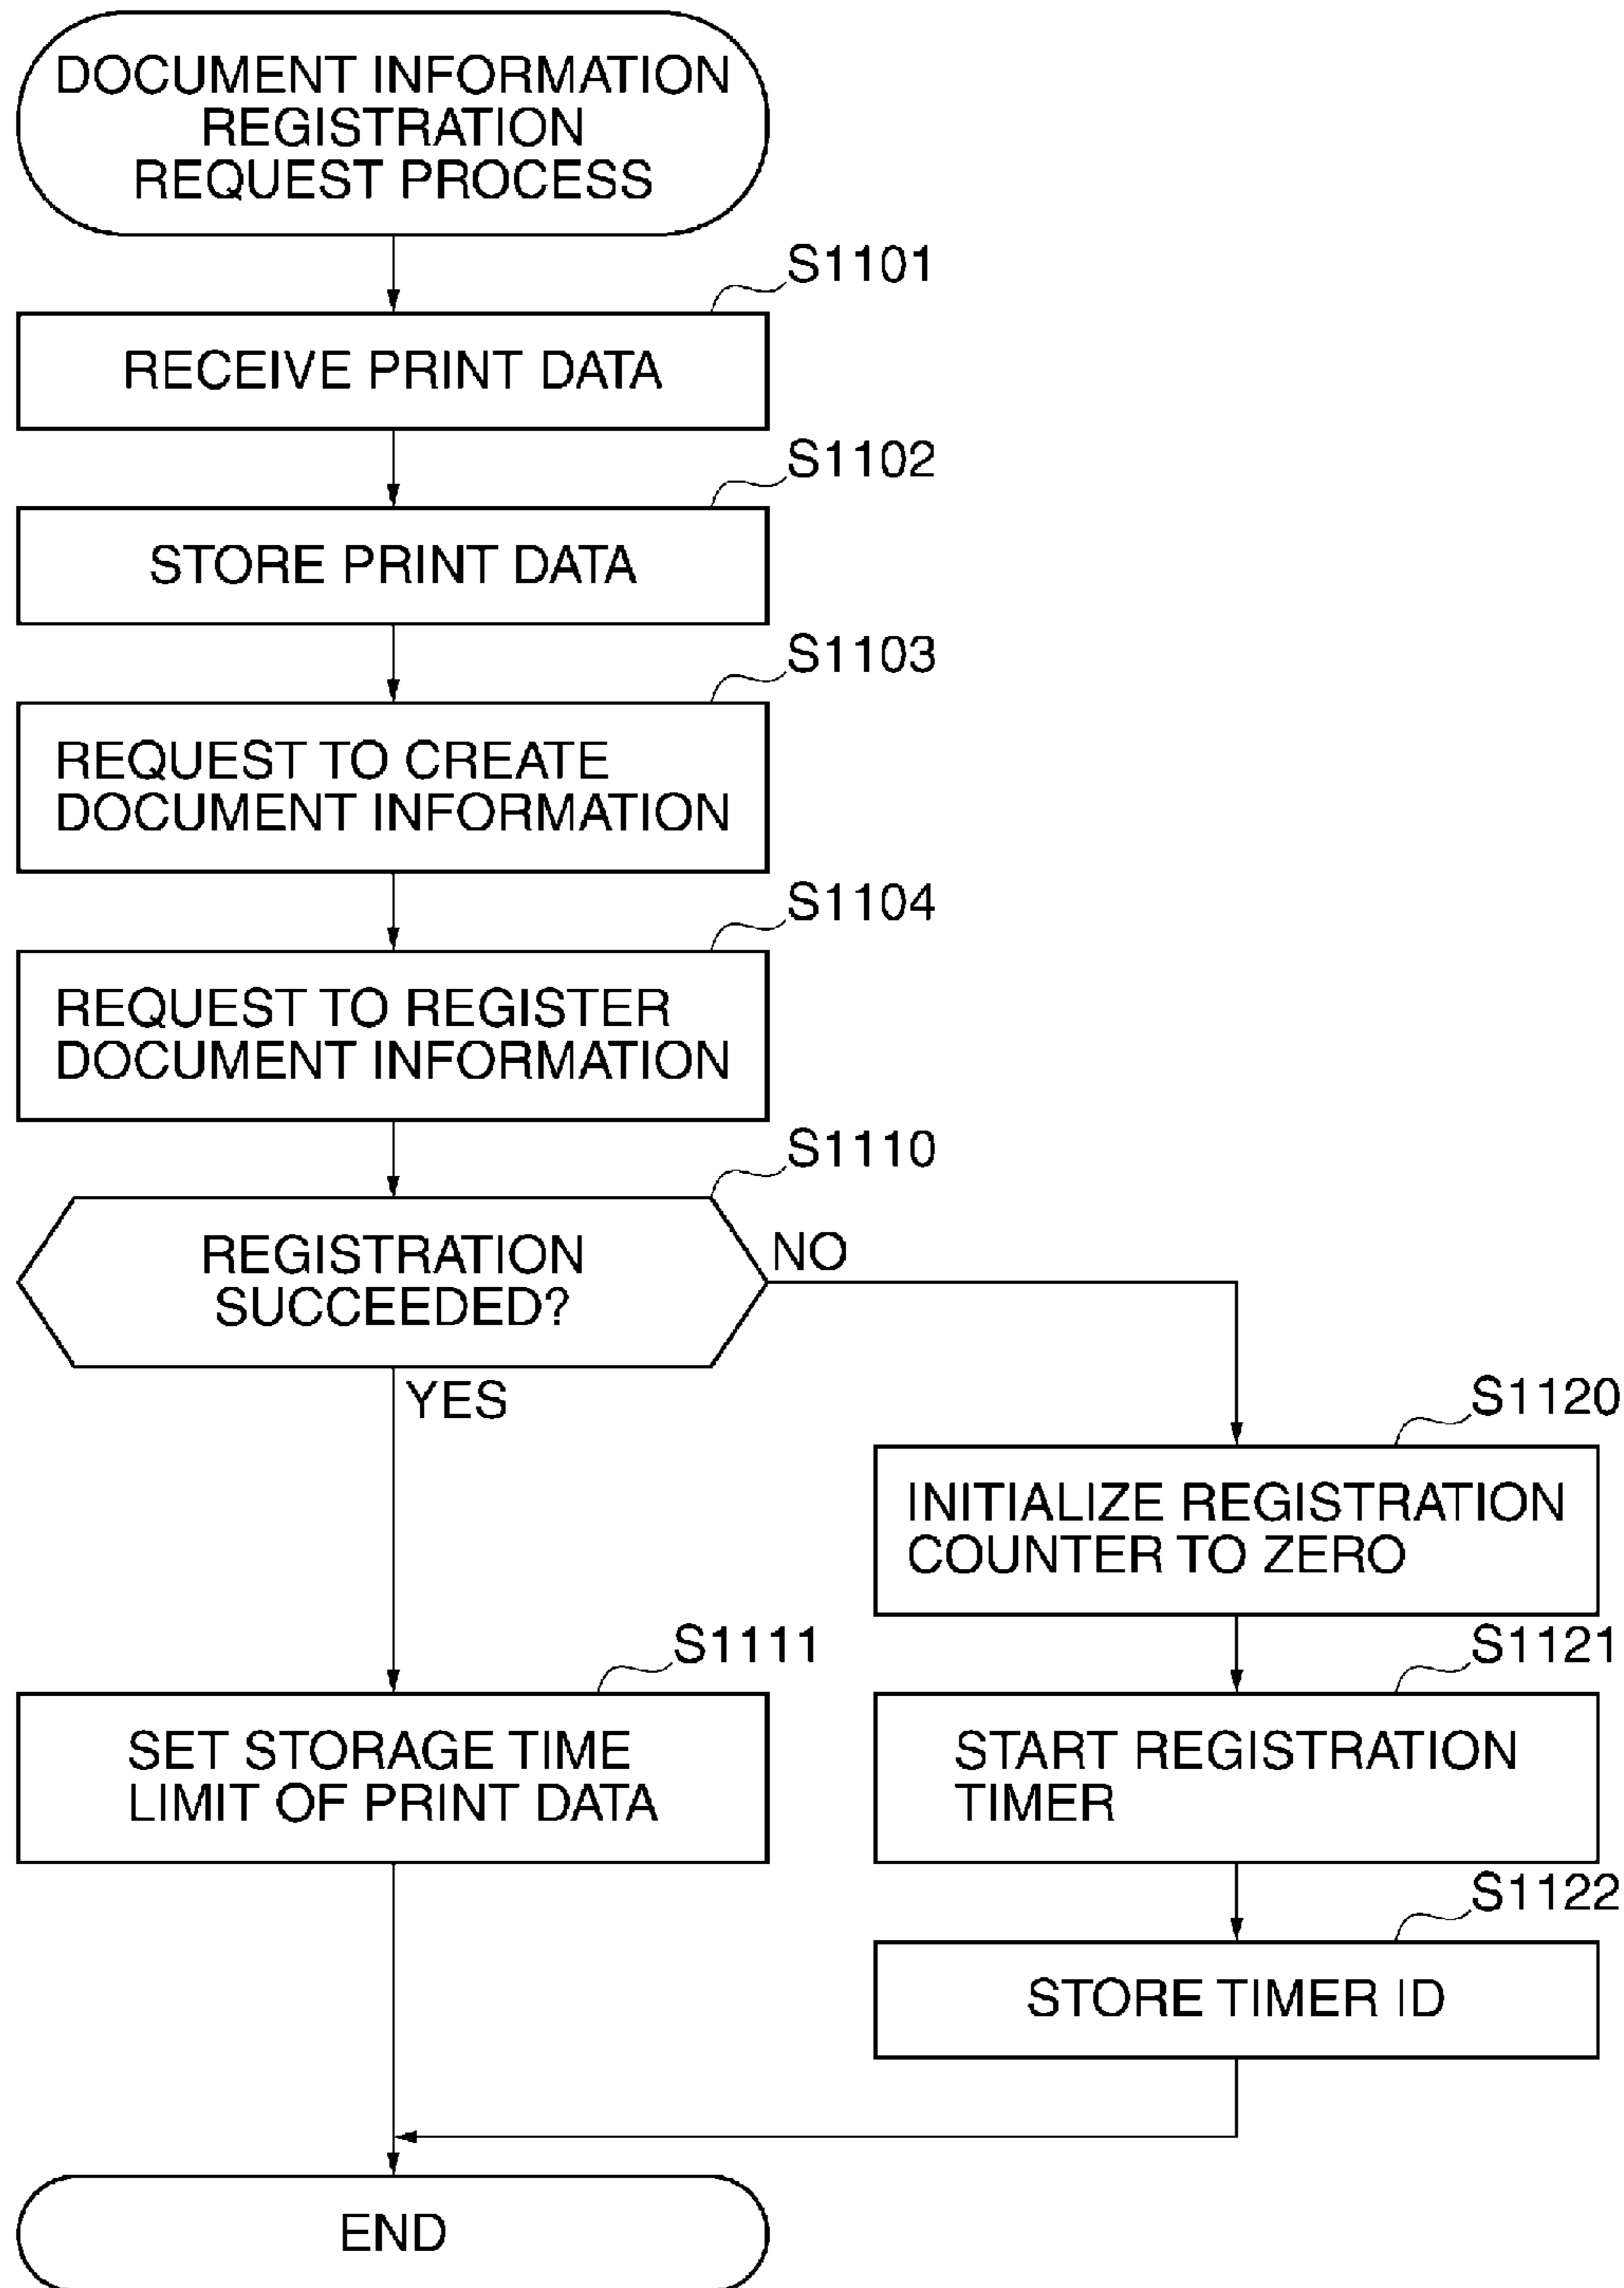 DOCUMENT INFORMATION
REGISTRATION
REQUEST PROCESS
S1101
RECEIVE PRINT DATA
S1102
STORE PRINT DATA
S1103
REQUEST TO CREATE
DOCUMENT INFORMATION
S1104
REQUEST TO REGISTER
DOCUMENT INFORMATION
S1110
REGISTRATION
SUCCEEDED?
NO
YES
S1120
INITIALIZE REGISTRATION
COUNTER TO ZERO
S1111
SET STORAGE TIME
LIMIT OF PRINT DATA
S1121
START REGISTRATION
TIMER
S1122
STORE TIMER ID
END